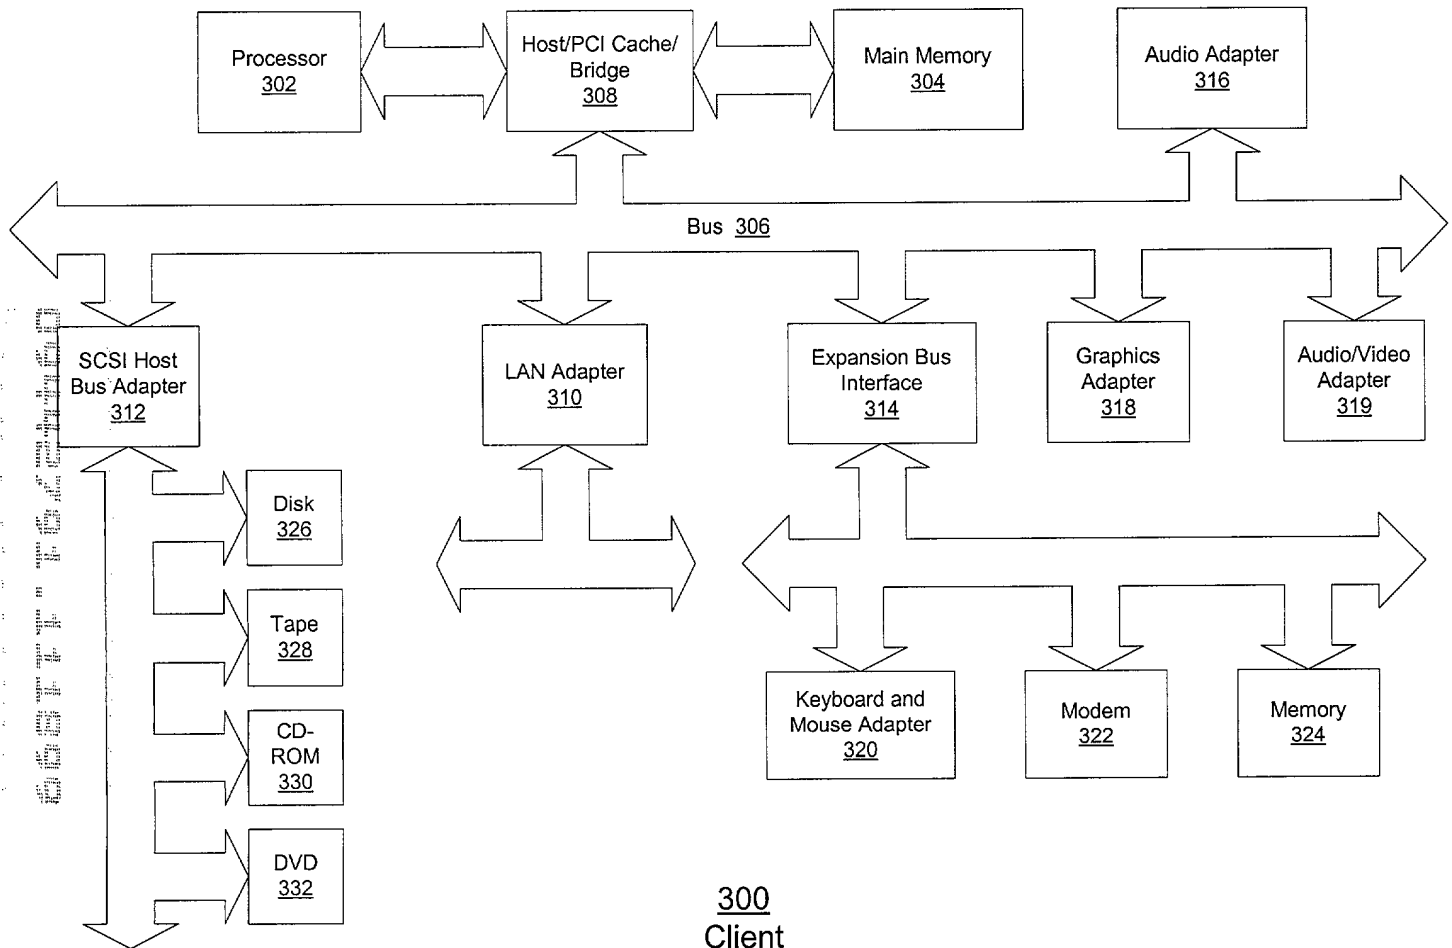 Processor
302
Host/PCI Cache/
Bridge
308
Main Memory
304
Audio Adapter
316
Bus 306
SCSI Host
Bus Adapter
312
LAN Adapter
310
Expansion Bus
Interface
314
Graphics
Adapter
318
Audio/Video
Adapter
319
Disk
326
Tape
328
CD-
ROM
330
DVD
332
Keyboard and
Mouse Adapter
320
Modem
322
Memory
324
300
Client